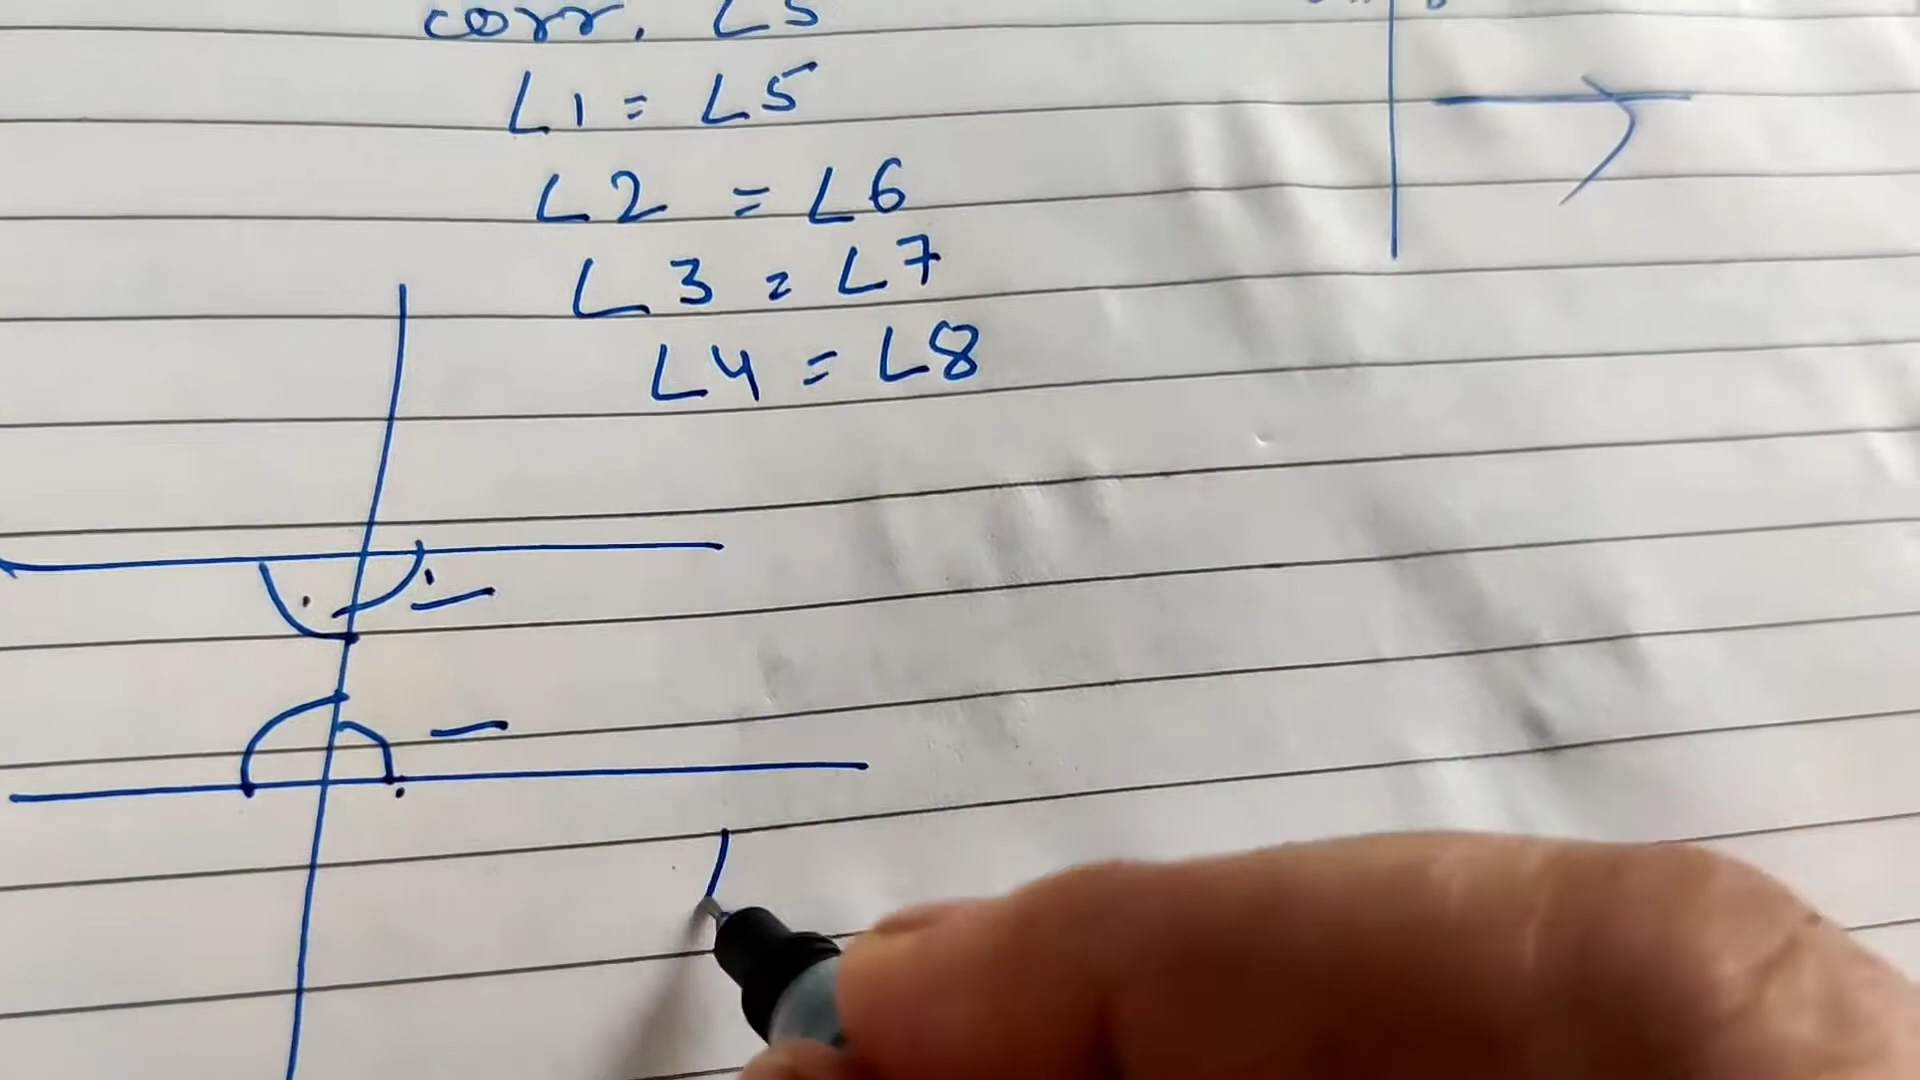 corr. ∠s
∠1 = ∠5
∠2 = ∠6
∠3 = ∠7
∠4 = ∠8